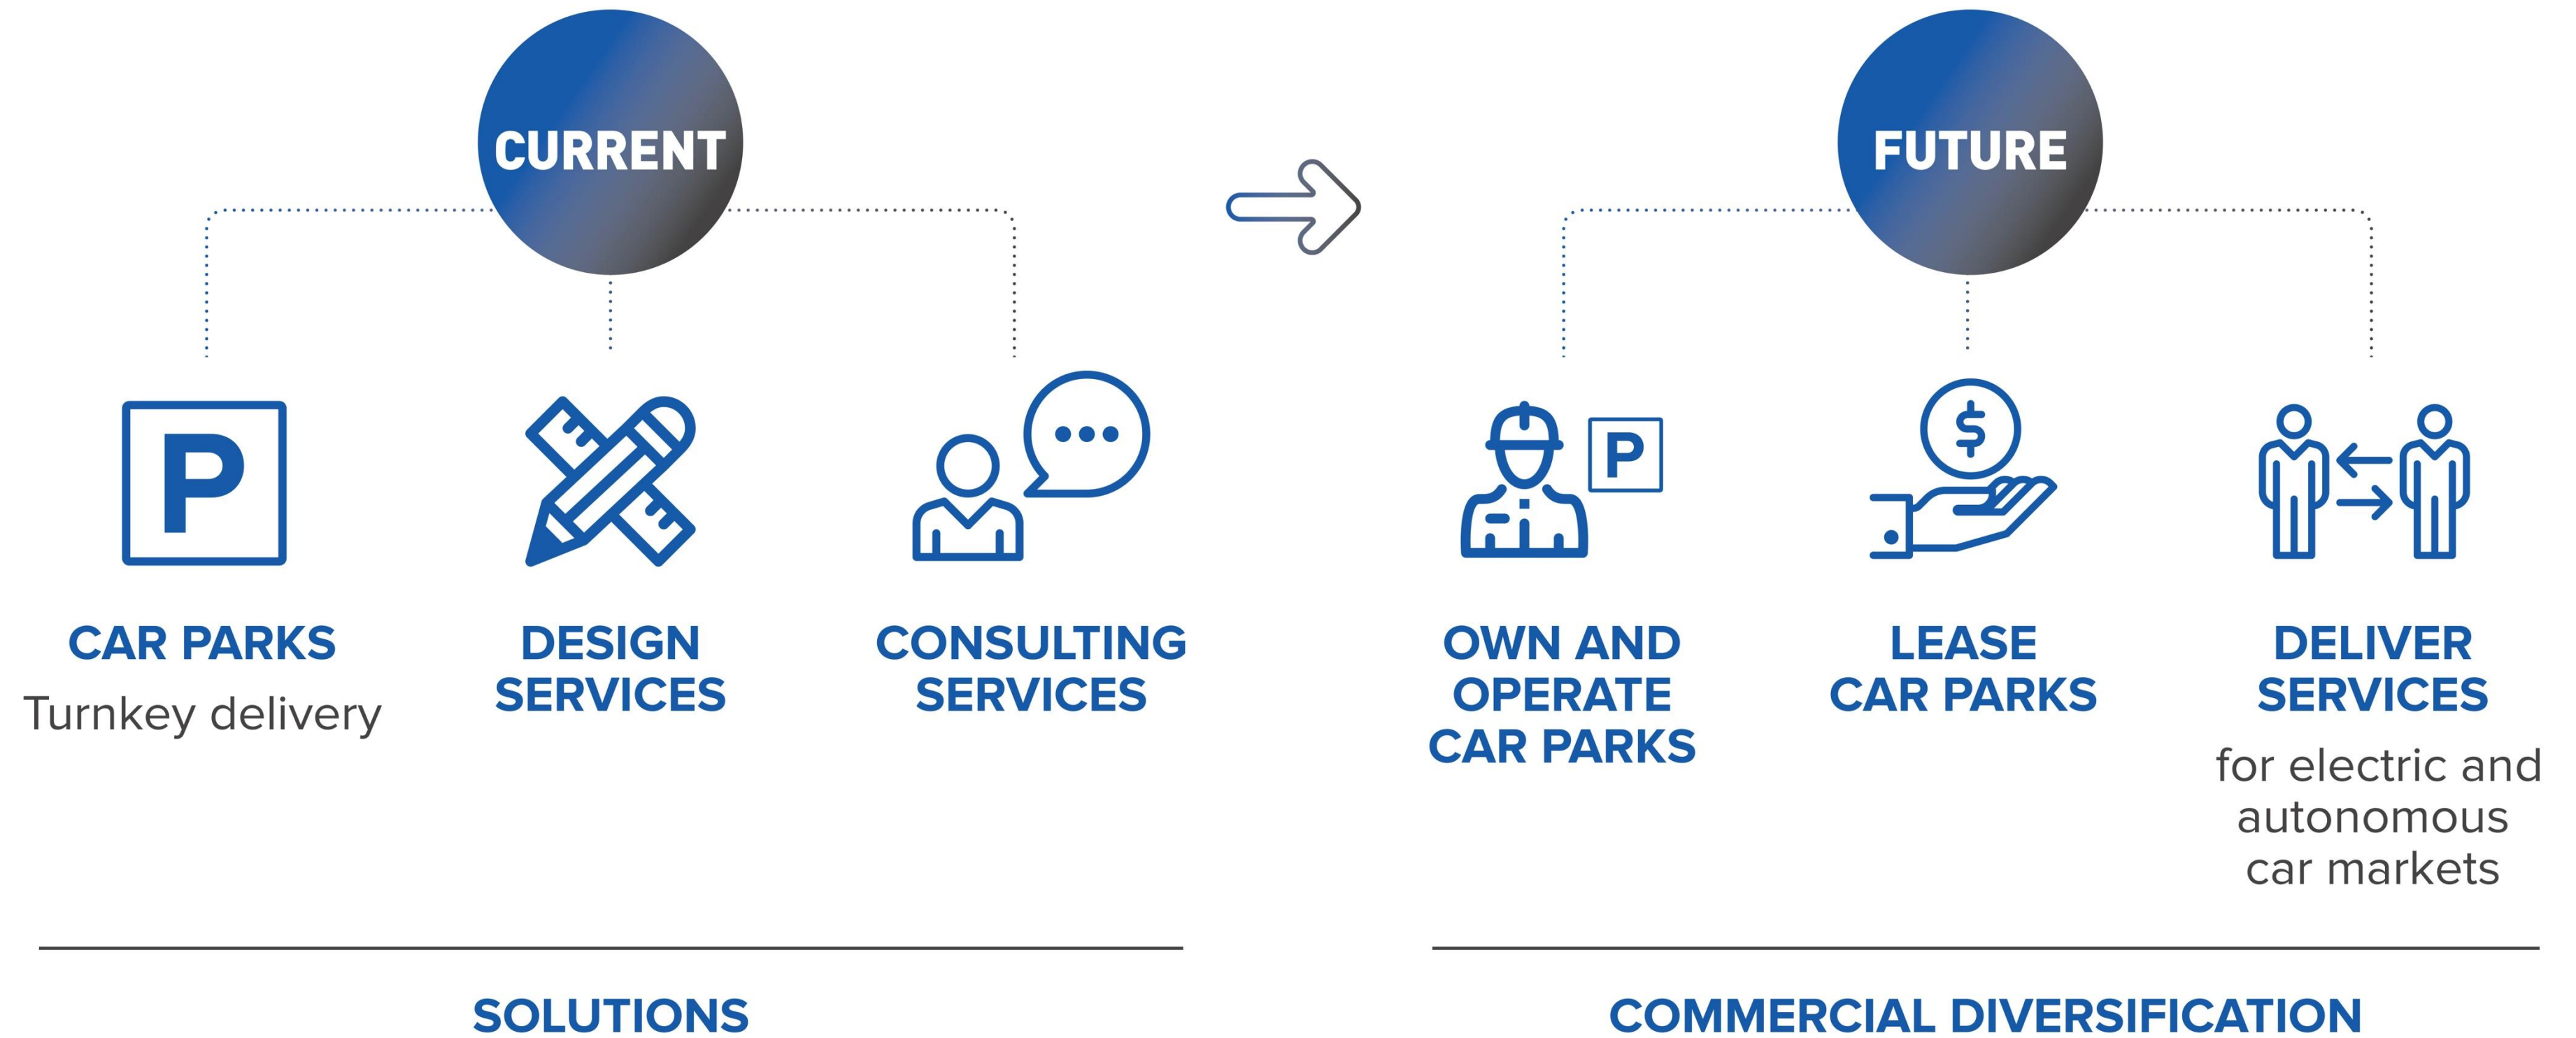 CURRENT
P
CAR PARKS
Turnkey delivery
DESIGN
SERVICES
CONSULTING
SERVICES
SOLUTIONS
FUTURE
P
OWN AND
OPERATE
CAR PARKS
$
LEASE
CAR PARKS
DELIVER
SERVICES
for electric and
autonomous
car markets
COMMERCIAL DIVERSIFICATION